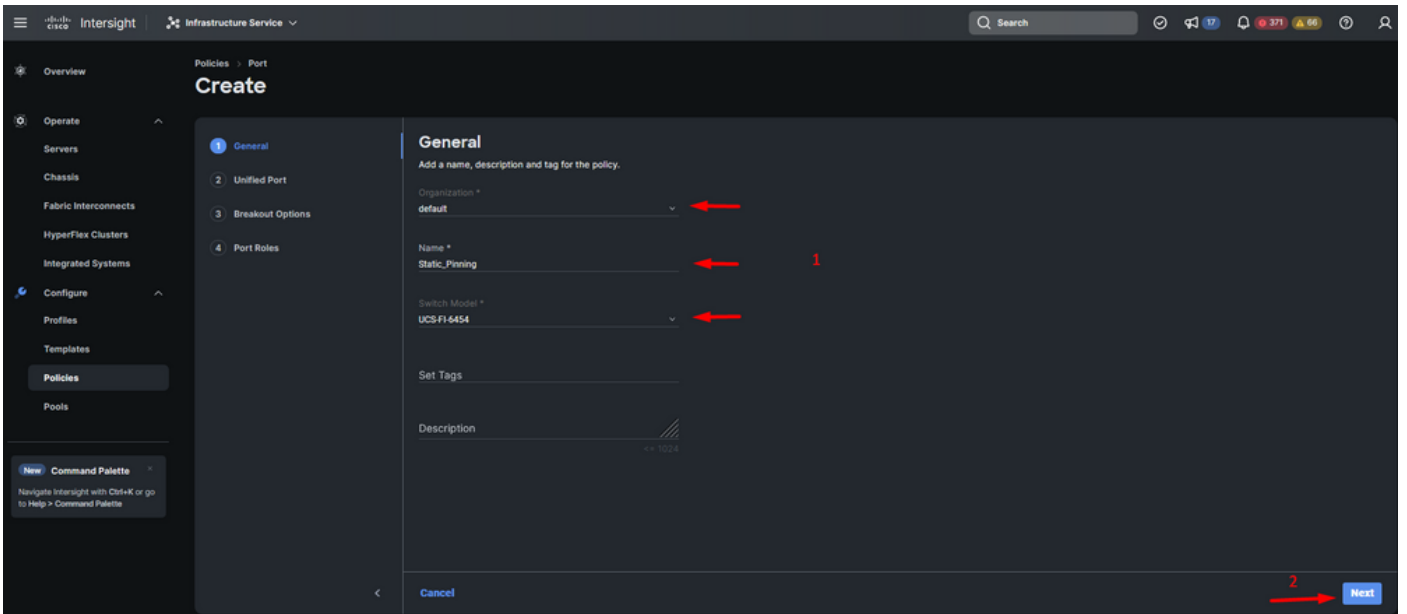 cisco Intersight Infrastructure Service Search 17 371 66
Overview
Operate
Servers
Chassis
Fabric Interconnects
HyperFlex Clusters
Integrated Systems
Configure
Profiles
Templates
Policies
Pools
New Command Palette
Navigate Intersight with Ctrl+K or go
to Help > Command Palette
Policies > Port
Create
1 General
2 Unified Port
3 Breakout Options
4 Port Roles
General
Add a name, description and tag for the policy.
Organization *
default
Name *
Static_Pinning
1
Switch Model *
UCS-FI-6454
Set Tags
Description
<= 1024
< Cancel
2
Next